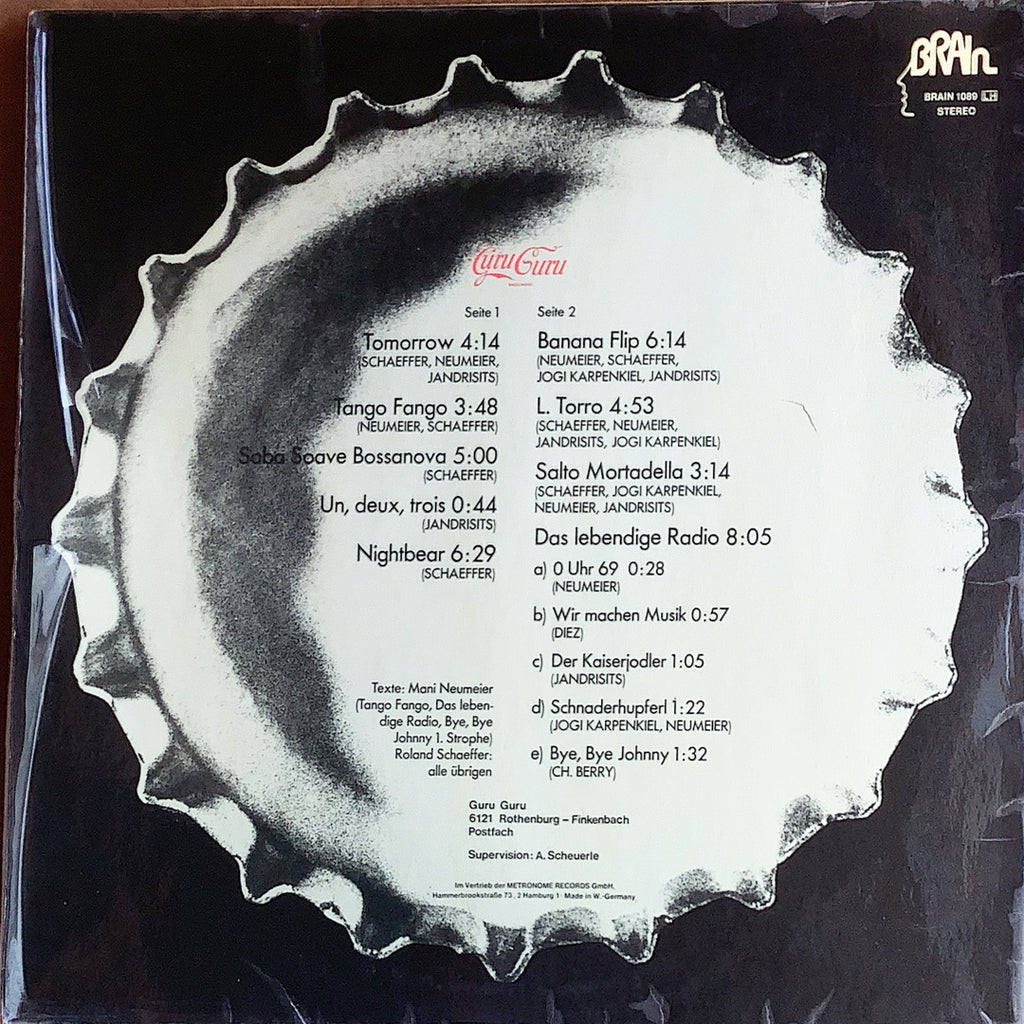 BRAIN
BRAIN 1089 LH
STEREO
Guru Guru
Seite 1
Tomorrow 4:14
(SCHAEFFER, NEUMEIER,
JANDRISITS)
Tango Fango 3:48
(NEUMEIER, SCHAEFFER)
Saba Soave Bossanova 5:00
(SCHAEFFER)
Un, deux, trois 0:44
(JANDRISITS)
Nightbear 6:29
(SCHAEFFER)
Texte: Mani Neumeier
(Tango Fango, Das leben-
dige Radio, Bye, Bye
Johnny 1. Strophe)
Roland Schaeffer:
alle übrigen
Seite 2
Banana Flip 6:14
(NEUMEIER, SCHAEFFER,
JOGI KARPENKIEL, JANDRISITS)
L. Torro 4:53
(SCHAEFFER, NEUMEIER,
JANDRISITS, JOGI KARPENKIEL)
Salto Mortadella 3:14
(SCHAEFFER, JOGI KARPENKIEL,
NEUMEIER, JANDRISITS)
Das lebendige Radio 8:05
a) 0 Uhr 69 0:28
(NEUMEIER)
b) Wir machen Musik 0:57
(DIEZ)
c) Der Kaiserjodler 1:05
(JANDRISITS)
d) Schnaderhupferl 1:22
(JOGI KARPENKIEL, NEUMEIER)
e) Bye, Bye Johnny 1:32
(CH. BERRY)
Guru Guru
6121 Rothenburg – Finkenbach
Postfach
Supervision: A. Scheuerle
Im Vertrieb der METRONOME RECORDS GmbH,
Hammerbrookstraße 73, 2 Hamburg 1 · Made in W.-Germany